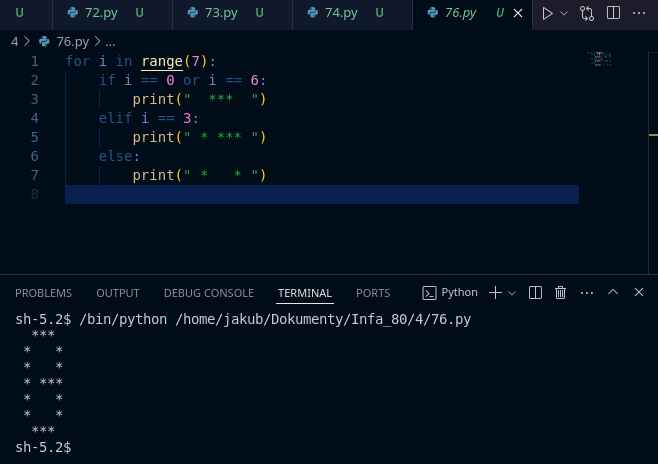 U 72.py U 73.py U 74.py U 76.py U
4 > 76.py > ...
1 for i in range(7):
2     if i == 0 or i == 6:
3         print("  ***  ")
4     elif i == 3:
5         print(" * *** ")
6     else:
7         print(" *   * ")
8
PROBLEMS OUTPUT DEBUG CONSOLE TERMINAL PORTS Python
sh-5.2$ /bin/python /home/jakub/Dokumenty/Infa_80/4/76.py
  ***
 *   *
 *   *
 * ***
 *   *
 *   *
  ***
sh-5.2$